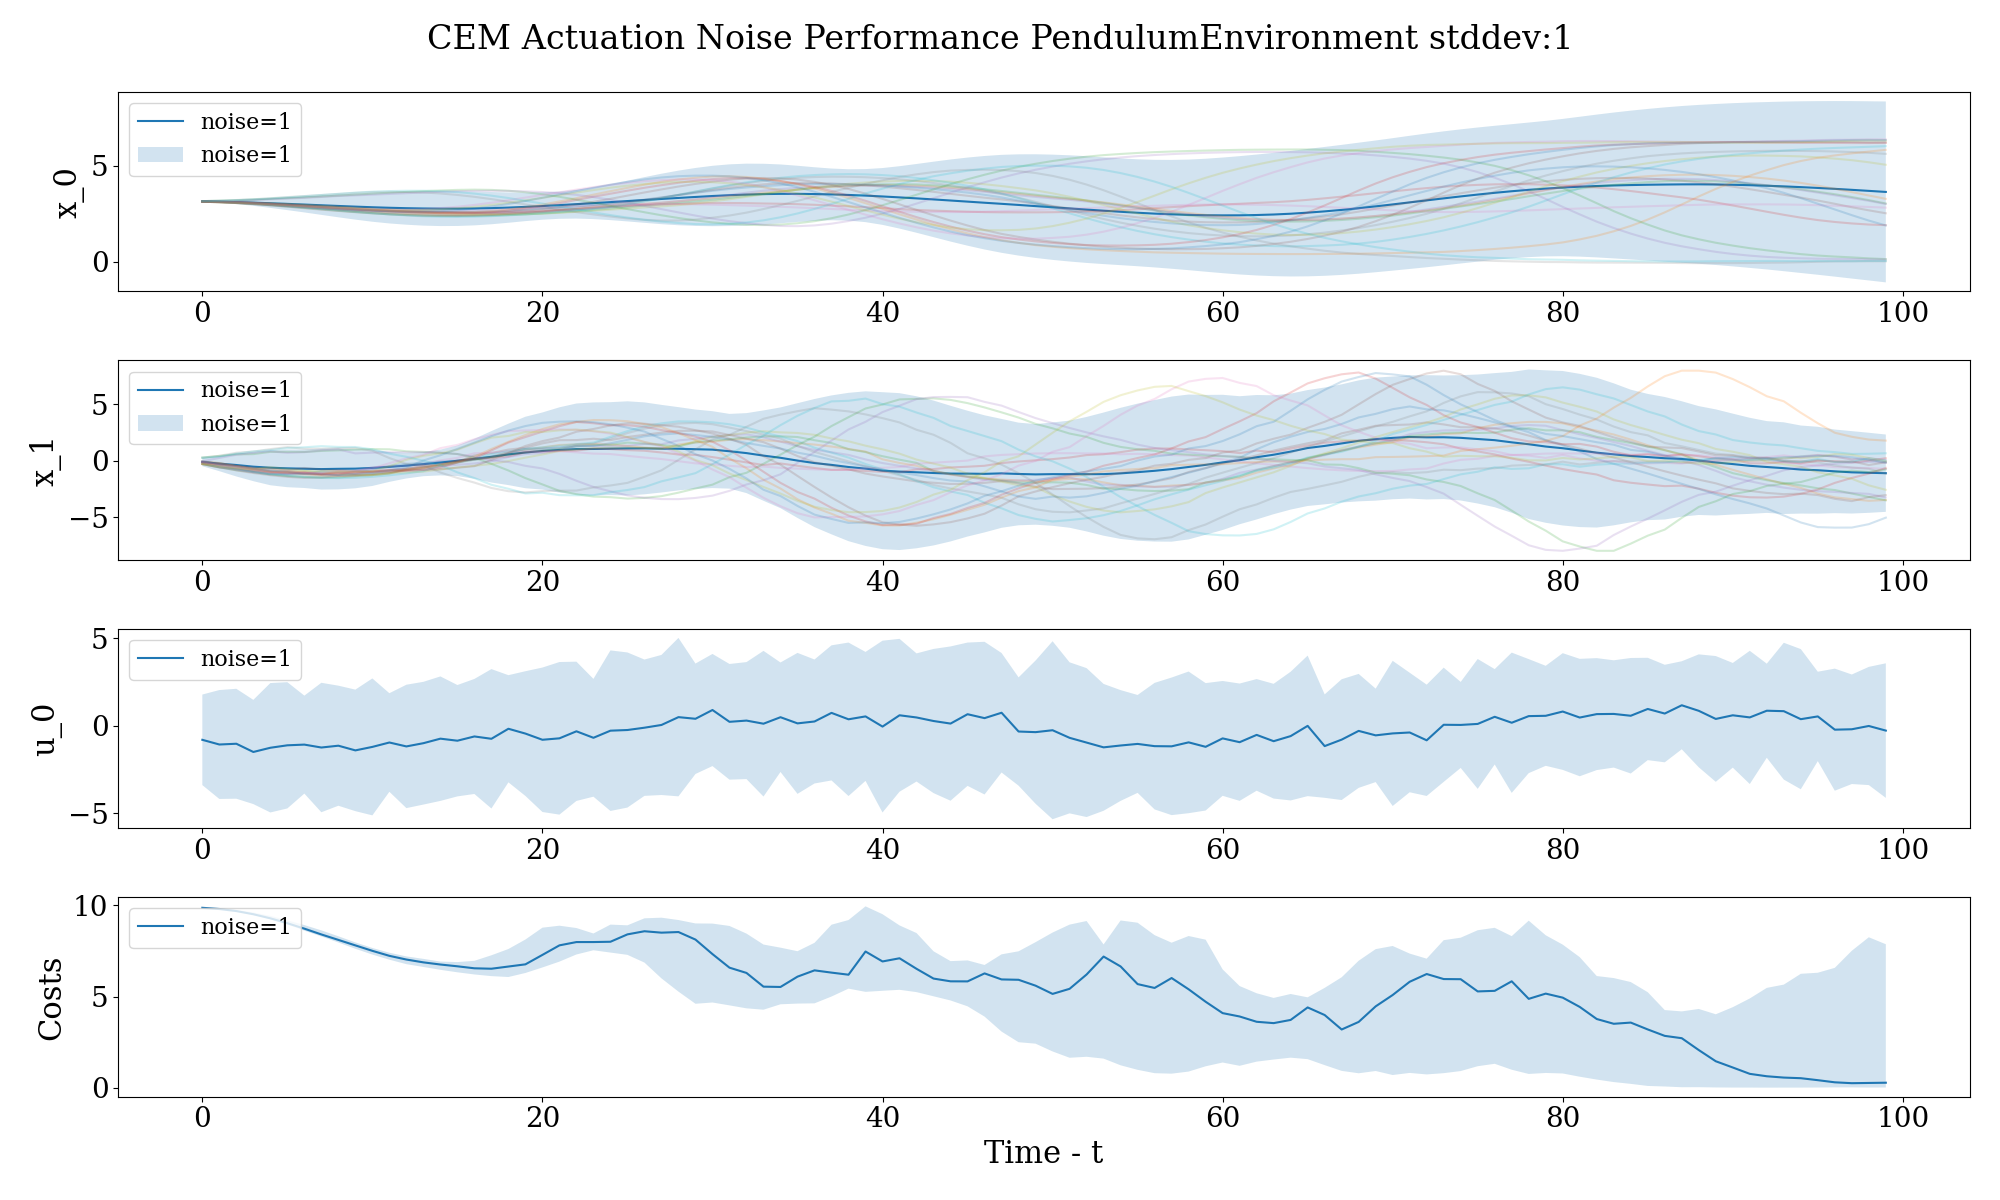 CEM Actuation Noise Performance PendulumEnvironment stddev:1
x_0
5
0
noise=1
noise=1
0 20 40 60 80 100
x_1
5
0
−5
noise=1
noise=1
0 20 40 60 80 100
u_0
5
0
−5
noise=1
0 20 40 60 80 100
Costs
10
5
0
noise=1
0 20 40 60 80 100
Time - t